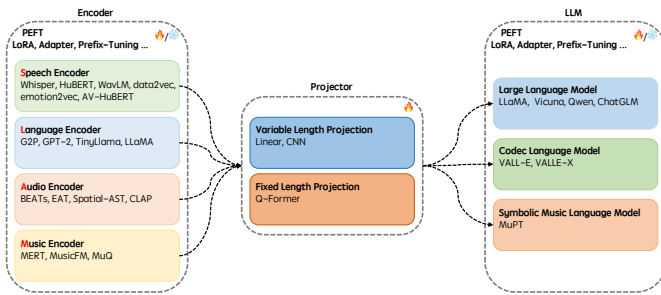 Encoder
PEFT
LoRA, Adapter, Prefix-Tuning ...
Speech Encoder
Whisper, HuBERT, WavLM, data2vec,
emotion2vec, AV-HuBERT
Language Encoder
G2P, GPT-2, TinyLlama, LLaMA
Audio Encoder
BEATs, EAT, Spatial-AST, CLAP
Music Encoder
MERT, MusicFM, MuQ
Projector
Variable Length Projection
Linear, CNN
Fixed Length Projection
Q-Former
LLM
PEFT
LoRA, Adapter, Prefix-Tuning ...
Large Language Model
LLaMA, Vicuna, Qwen, ChatGLM
Codec Language Model
VALL-E, VALLE-X
Symbolic Music Language Model
MuPT